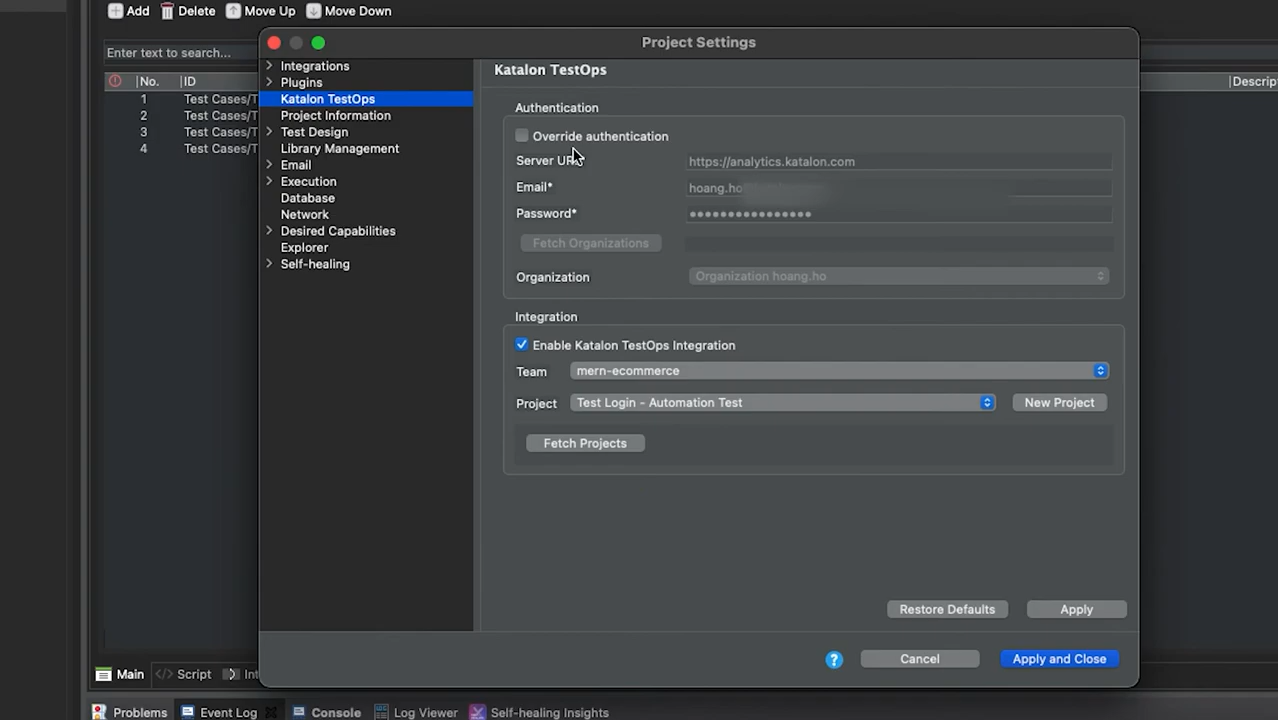 Add Delete Move Up Move Down
Enter text to search...
No. ID Descrip
1 Test Cases/T
2 Test Cases/T
3 Test Cases/T
4 Test Cases/T
Project Settings
Integrations
Plugins
Katalon TestOps
Project Information
Test Design
Library Management
Email
Execution
Database
Network
Desired Capabilities
Explorer
Self-healing
Katalon TestOps
Authentication
Override authentication
Server https://analytics.katalon.com
Email* hoang.ho
Password* ••••••••••••••••
Fetch Organizations
Organization Organization hoang.ho
Integration
Enable Katalon TestOps Integration
Team mern-ecommerce
Project Test Login - Automation Test New Project
Fetch Projects
Restore Defaults Apply
? Cancel Apply and Close
Main </> Script Int
Problems Event Log Console Log Viewer Self-healing Insights